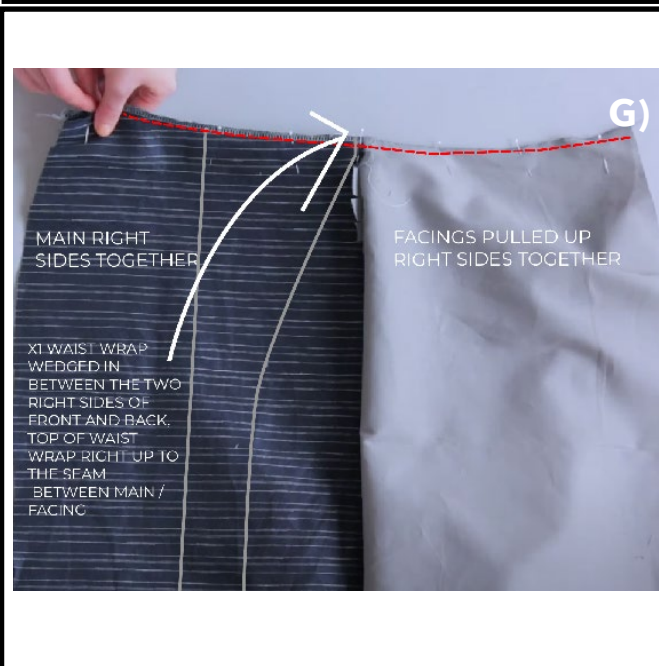 G)
MAIN RIGHT
SIDES TOGETHER
FACINGS PULLED UP
RIGHT SIDES TOGETHER
X1 WAIST WRAP
WEDGED IN
BETWEEN THE TWO
RIGHT SIDES OF
FRONT AND BACK.
TOP OF WAIST
WRAP RIGHT UP TO
THE SEAM
BETWEEN MAIN /
FACING